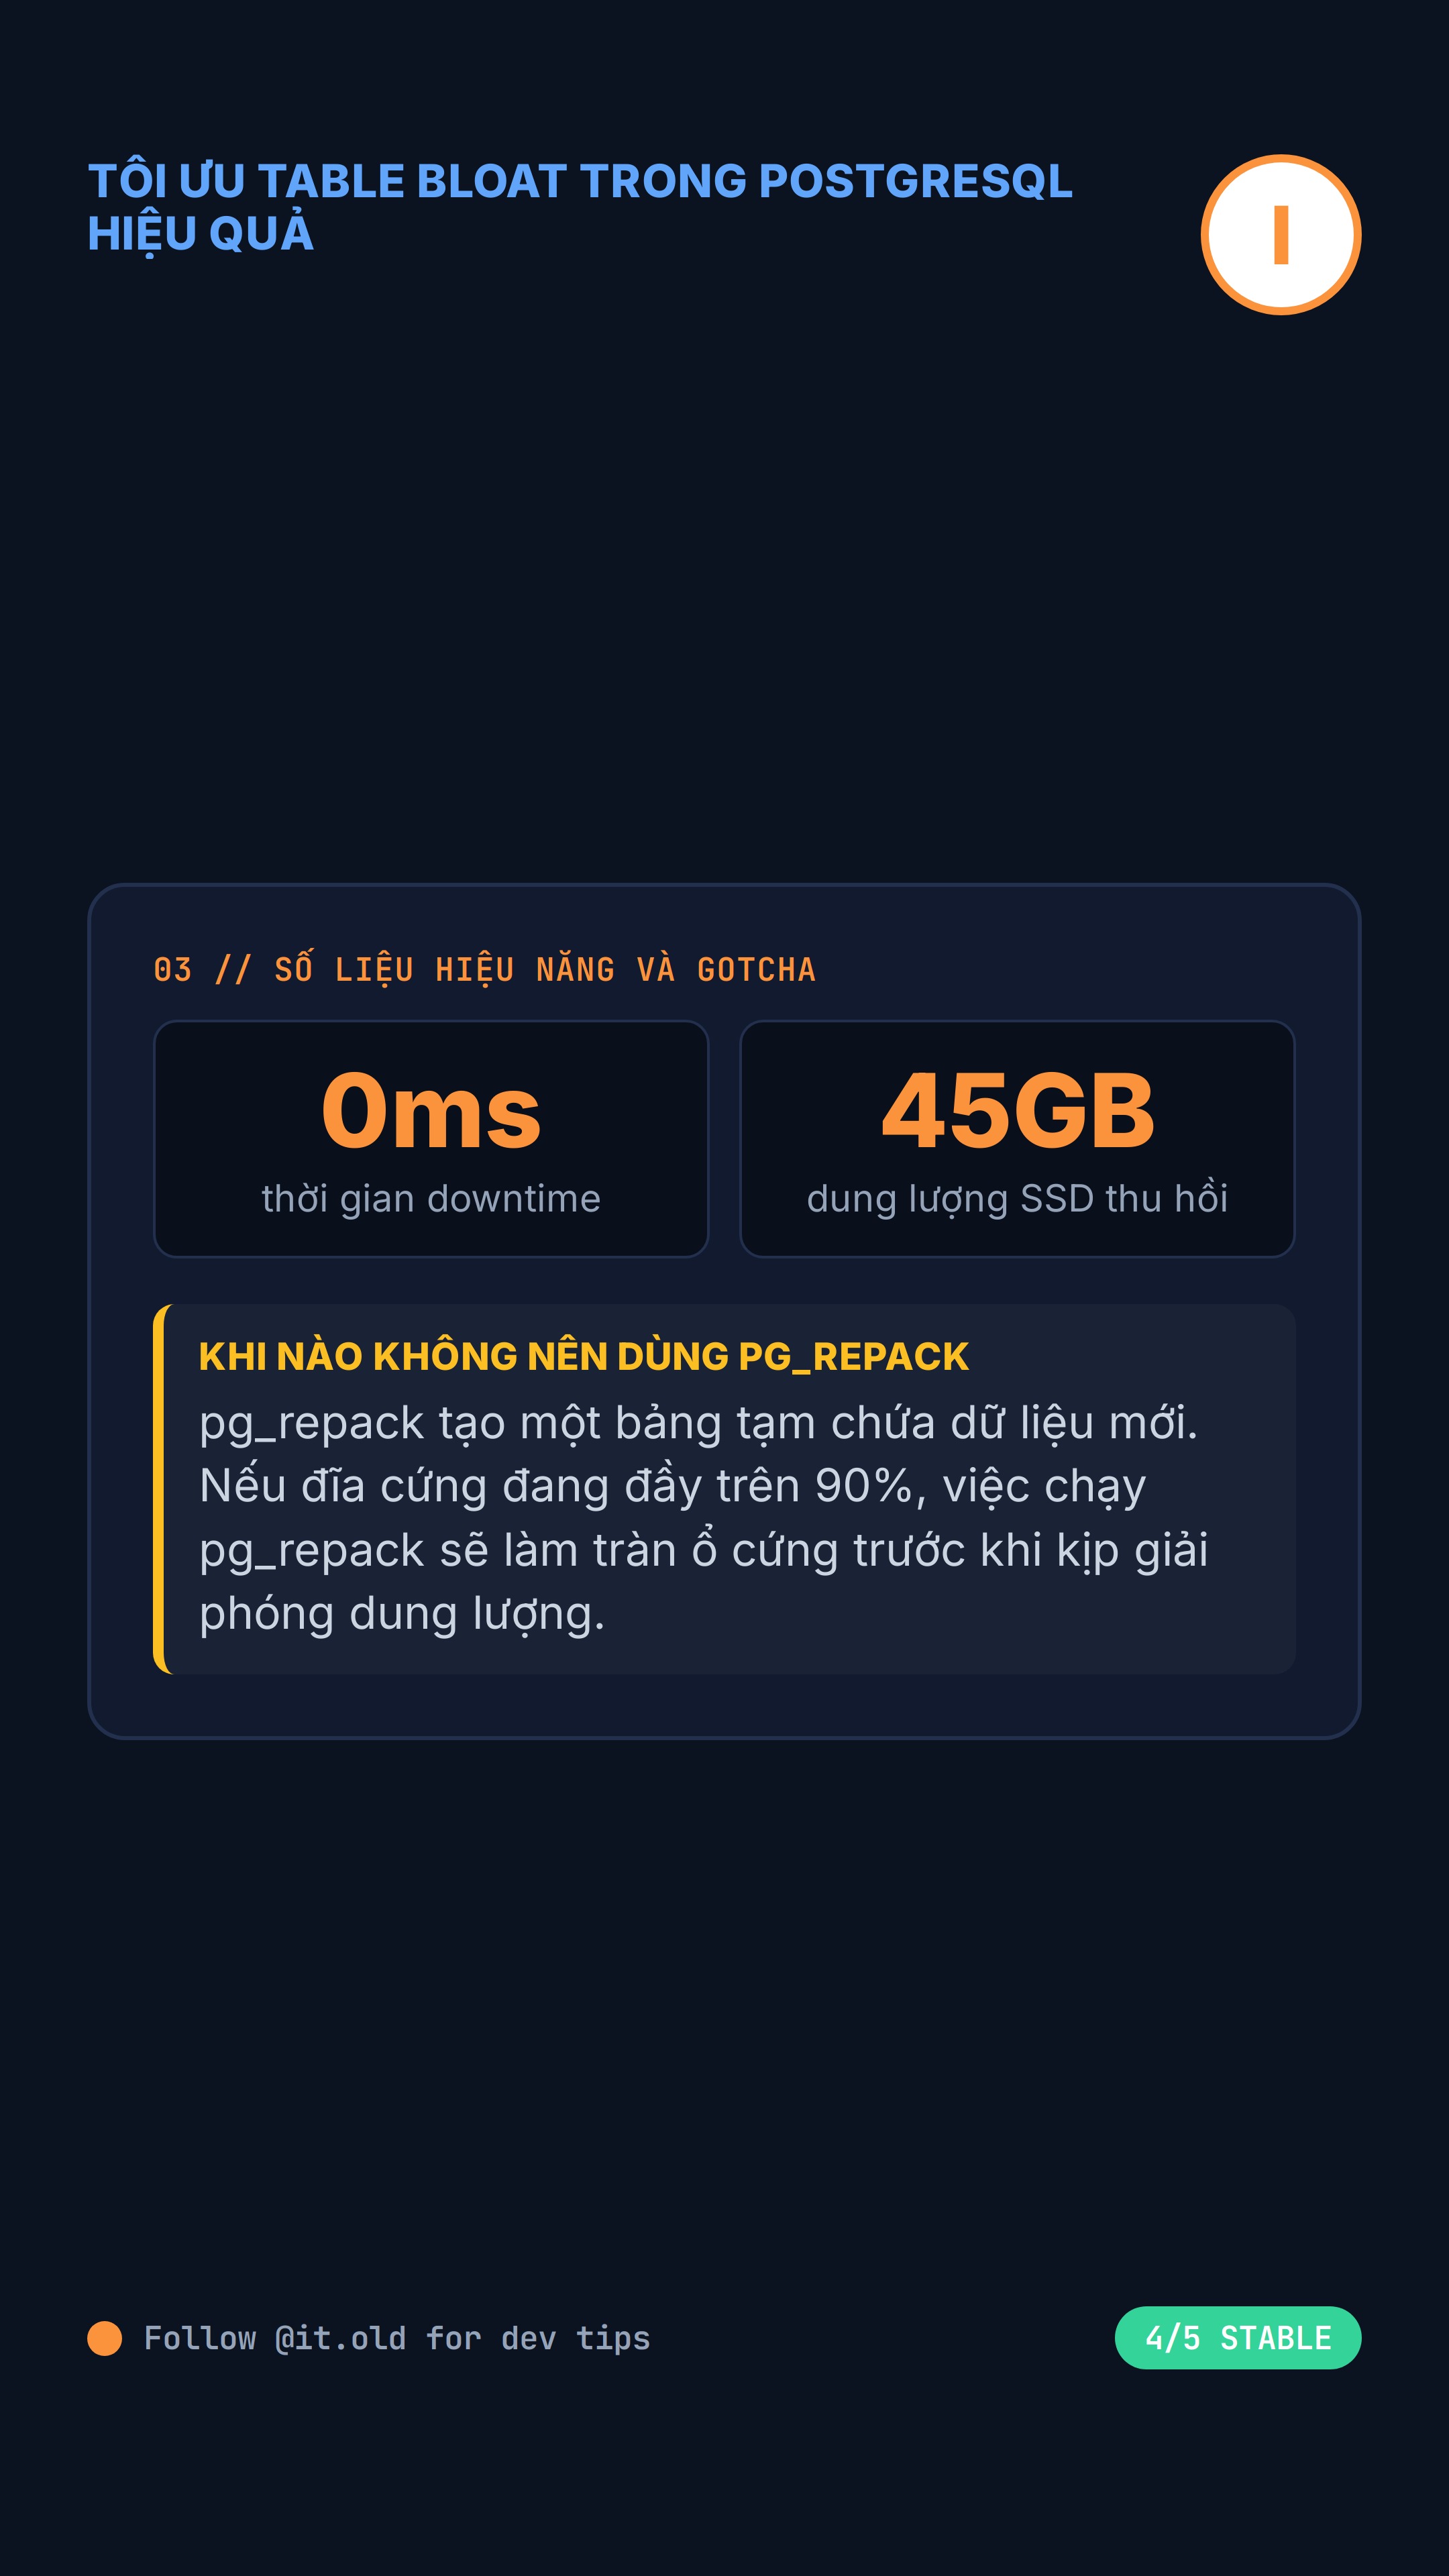 TÔI ƯU TABLE BLOAT TRONG POSTGRESQL
HIỆU QUẢ
I
03 // SỐ LIỆU HIỆU NĂNG VÀ GOTCHA
0ms
thời gian downtime
45GB
dung lượng SSD thu hồi
KHI NÀO KHÔNG NÊN DÙNG PG_REPACK
pg_repack tạo một bảng tạm chứa dữ liệu mới.
Nếu đĩa cứng đang đầy trên 90%, việc chạy
pg_repack sẽ làm tràn ổ cứng trước khi kịp giải
phóng dung lượng.
Follow @it.old for dev tips
4/5 STABLE